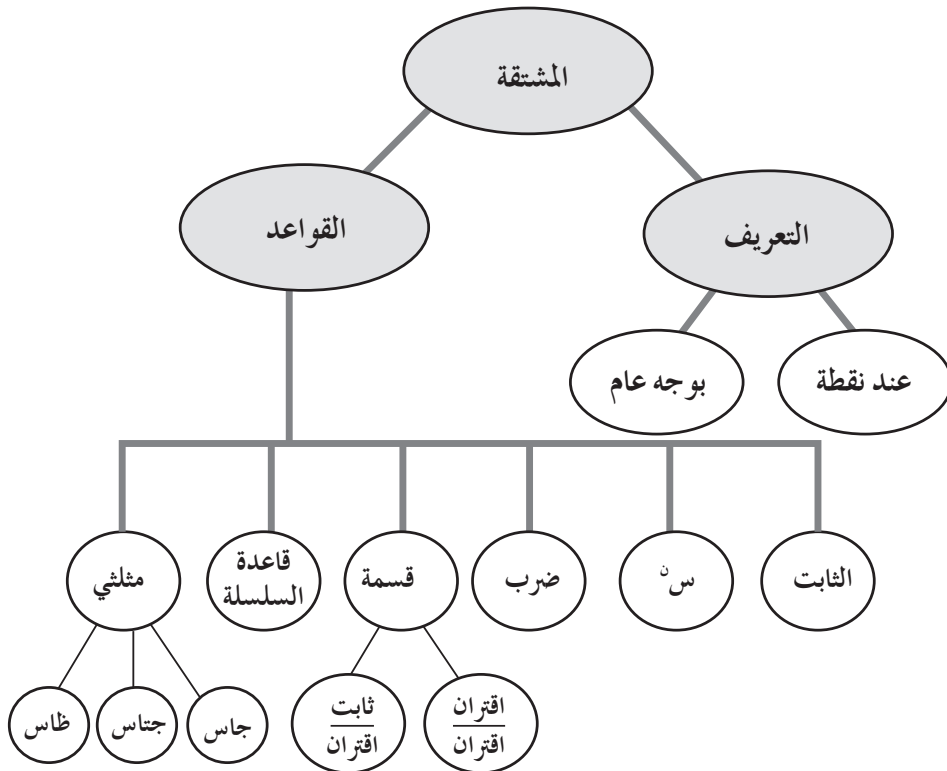 المشتقة
التعريف
القواعد
عند نقطة
بوجه عام
الثابت
س ن
ضرب
قسمة
قاعدة
السلسلة
مثلثي
اقتران
اقتران
ثابت
اقتران
جاس
جتاس
ظاس